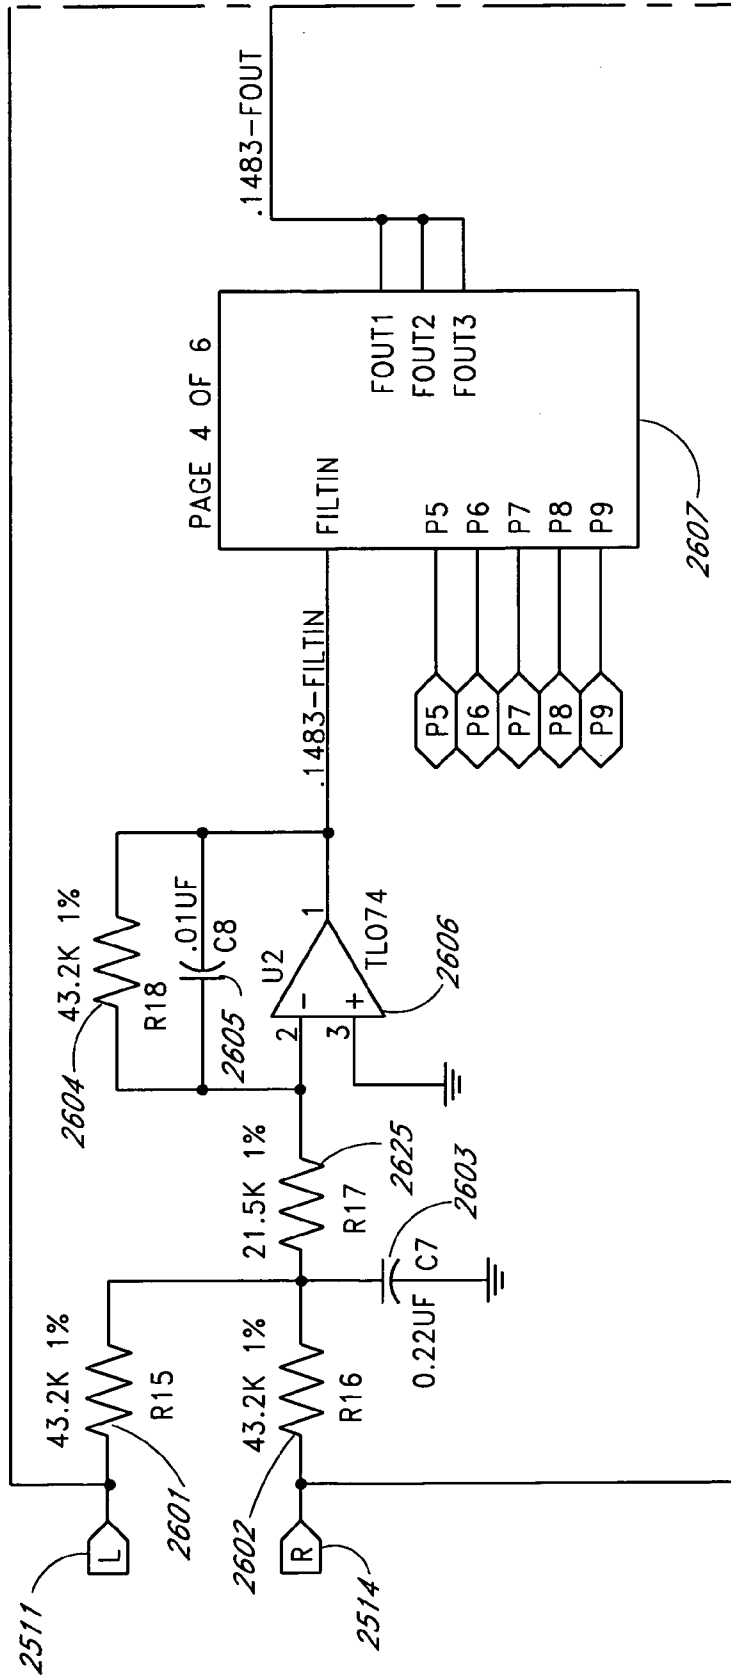 2511
L
43.2K 1%
R15
2601
2602
43.2K 1%
R16
R
2514
21.5K 1%
R17
2625
2603
0.22UF
C7
43.2K 1%
2604
R18
.01UF
C8
2605
U2
2
-
3
+
1
TL074
2606
.1483-FILTIN
PAGE 4 OF 6
FILTIN
P5
P6
P7
P8
P9
P5
P6
P7
P8
P9
FOUT1
FOUT2
FOUT3
2607
.1483-FOUT